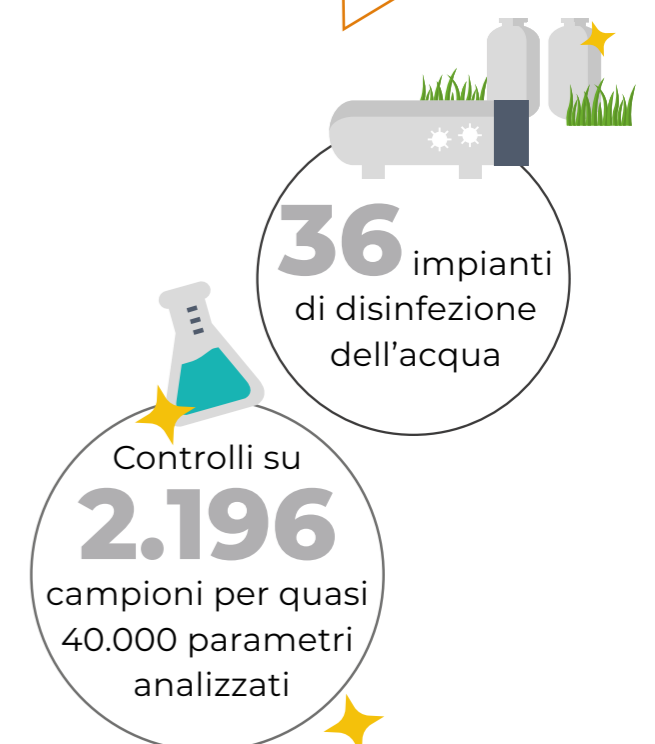 36 impianti
di disinfezione
dell’acqua
Controlli su
2.196
campioni per quasi
40.000 parametri
analizzati